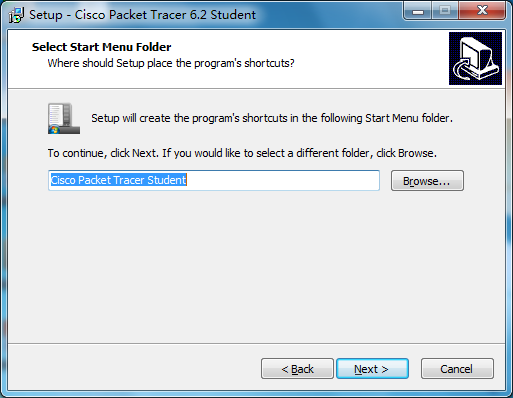 Setup - Cisco Packet Tracer 6.2 Student
Select Start Menu Folder
Where should Setup place the program's shortcuts?
Setup will create the program's shortcuts in the following Start Menu folder.
To continue, click Next. If you would like to select a different folder, click Browse.
Cisco Packet Tracer Student
Browse...
< Back
Next >
Cancel